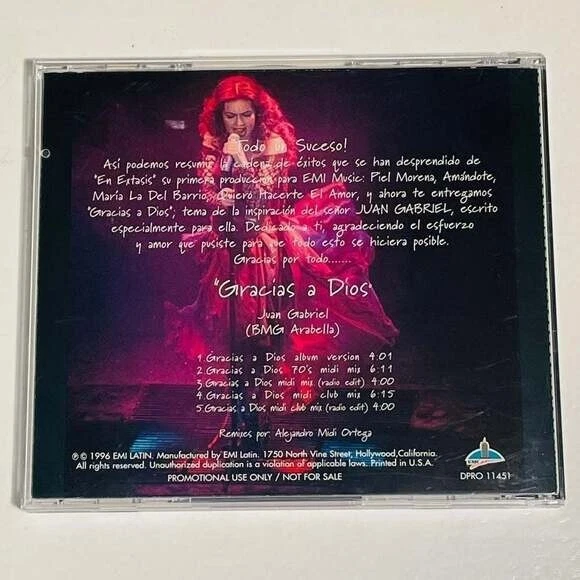 ¡Todo un Suceso!
Así podemos resumir la cadena de éxitos que se han desprendido de
"En Extasis" su primera producción para EMI Music: Piel Morena, Amándote,
María La Del Barrio, Quiero Hacerte El Amor, y ahora te entregamos
"Gracias a Dios", tema de la inspiración del señor JUAN GABRIEL, escrito
especialmente para ella. Dedicado a ti, agradeciendo el esfuerzo
y amor que pusiste para que todo esto se hiciera posible.
Gracias por todo.......
"Gracias a Dios"
Juan Gabriel
(BMG Arabella)
1. Gracias a Dios album version 4:01
2 Gracias a Dios 70's midi mix 6:11
3 Gracias a Dios midi mix (radio edit) 4:00
4. Gracias a Dios midi club mix 6:15
5. Gracias a Dios midi club mix (radio edit) 4:00
Remixes por: Alejandro Midi Ortega
℗ © 1996 EMI LATIN. Manufactured by EMI Latin. 1750 North Vine Street, Hollywood, California.
All rights reserved. Unauthorized duplication is a violation of applicable laws. Printed in U.S.A.
PROMOTIONAL USE ONLY / NOT FOR SALE
DPRO 11451